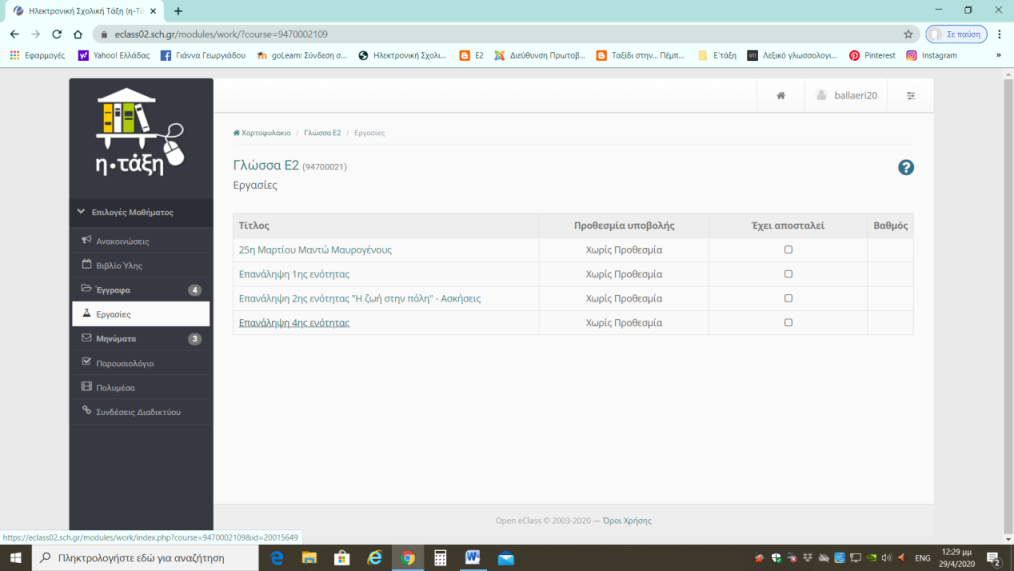 Ηλεκτρονική Σχολική Τάξη (η-Τά
eclass02.sch.gr/modules/work/?course=9470002109
Σε παύση
Εφαρμογές Yahoo! Ελλάδας Γιάννα Γεωργιάδου goLearn: Σύνδεση σ... Ηλεκτρονική Σχολι... E2 Διεύθυνση Πρωτοβ... Ταξίδι στην... Πέμπ... Ε'τάξη Λεξικό γλωσσολογι... Pinterest Instagram »
η·τάξη
ballaeri20
Χαρτοφυλάκιο / Γλώσσα Ε2 / Εργασίες
Γλώσσα Ε2 (94700021)
Εργασίες
Επιλογές Μαθήματος
Ανακοινώσεις
Βιβλίο Ύλης
Έγγραφα 4
Εργασίες
Μηνύματα 3
Παρουσιολόγιο
Πολυμέσα
Συνδέσεις Διαδικτύου
Τίτλος Προθεσμία υποβολής Έχει αποσταλεί Βαθμός
25η Μαρτίου Μαντώ Μαυρογένους Χωρίς Προθεσμία
Επανάληψη 1ης ενότητας Χωρίς Προθεσμία
Επανάληψη 2ης ενότητας "Η ζωή στην πόλη" - Ασκήσεις Χωρίς Προθεσμία
Επανάληψη 4ης ενότητας Χωρίς Προθεσμία
Open eClass © 2003-2020 — Όροι Χρήσης
https://eclass02.sch.gr/modules/work/index.php?course=9470002109&id=20015649
Πληκτρολογήστε εδώ για αναζήτηση
ENG
12:29 μμ
29/4/2020
2